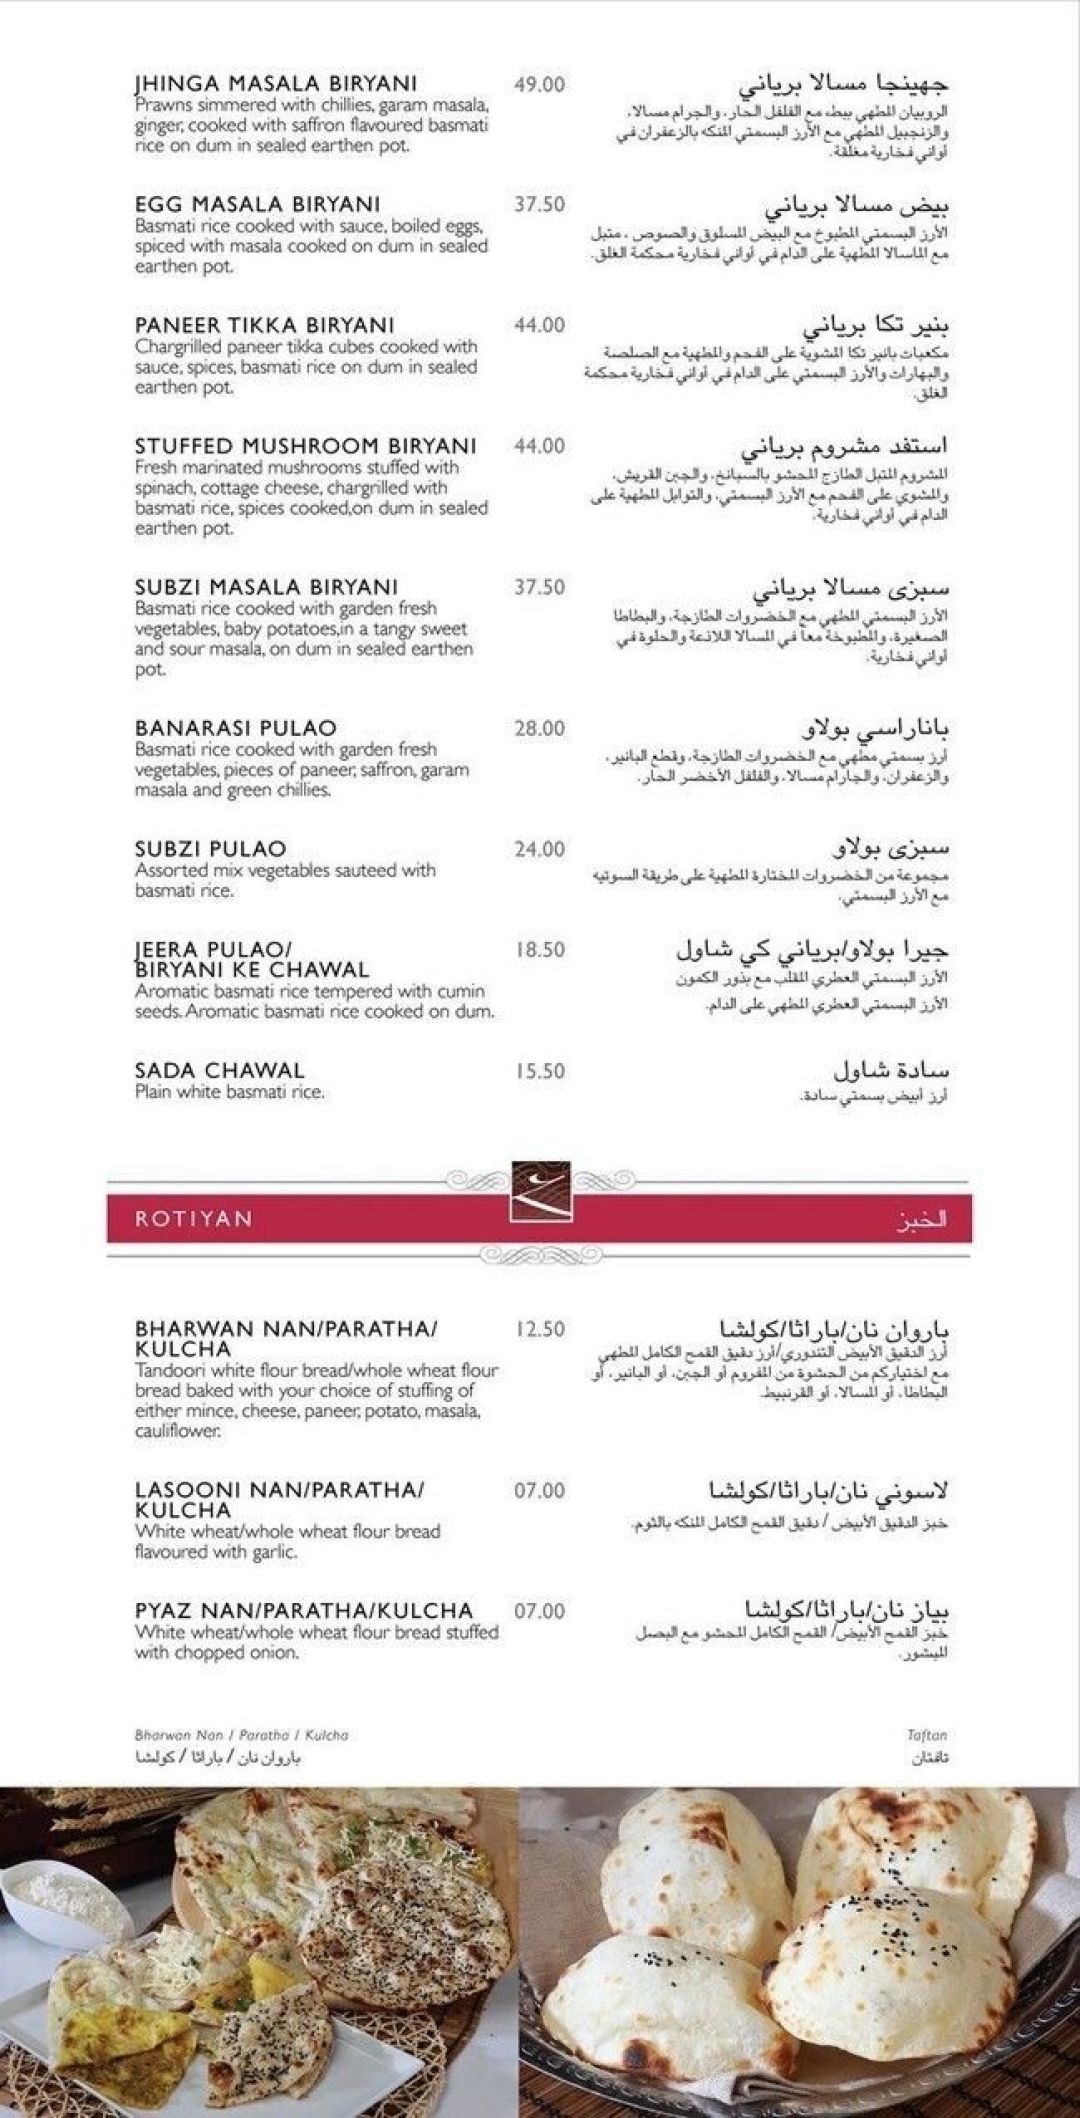 JHINGA MASALA BIRYANI 49.00 جهينجا مسالا برياني
Prawns simmered with chillies, garam masala,
ginger, cooked with saffron flavoured basmati
rice on dum in sealed earthen pot.
الروبيان المطهي ببطء مع الفلفل الحار، والجرام مسالا،
والزنجبيل المطهي مع الأرز البسمتي المنكه بالزعفران في
أواني فخارية مغلقة.
EGG MASALA BIRYANI 37.50 بيض مسالا برياني
Basmati rice cooked with sauce, boiled eggs,
spiced with masala cooked on dum in sealed
earthen pot.
الأرز البسمتي المطبوخ مع البيض المسلوق والصوص ، متبل
مع الماسالا المطهية على الدام في أواني فخارية محكمة الغلق.
PANEER TIKKA BIRYANI 44.00 بنير تكا برياني
Chargrilled paneer tikka cubes cooked with
sauce, spices, basmati rice on dum in sealed
earthen pot.
مكعبات بانير تكا المشوية على الفحم والمطهية مع الصلصة
والبهارات والأرز البسمتي على الدام في أواني فخارية محكمة
الغلق.
STUFFED MUSHROOM BIRYANI 44.00 استفد مشروم برياني
Fresh marinated mushrooms stuffed with
spinach, cottage cheese, chargrilled with
basmati rice, spices cooked,on dum in sealed
earthen pot.
المشروم المتبل الطازج المحشو بالسبانخ، والجبن القريش،
والمشوي على الفحم مع الأرز البسمتي، والتوابل المطهية على
الدام في أواني فخارية.
SUBZI MASALA BIRYANI 37.50 سبزى مسالا برياني
Basmati rice cooked with garden fresh
vegetables, baby potatoes,in a tangy sweet
and sour masala, on dum in sealed earthen
pot.
الأرز البسمتي المطهي مع الخضروات الطازجة، والبطاطا
الصغيرة، والمطبوخة معاً في المسالا اللاذعة والحلوة في
أواني فخارية.
BANARASI PULAO 28.00 باناراسي بولاو
Basmati rice cooked with garden fresh
vegetables, pieces of paneer, saffron, garam
masala and green chillies.
أرز بسمتي مطهي مع الخضروات الطازجة، وقطع البانير،
والزعفران، والجارام مسالا، والفلفل الأخضر الحار.
SUBZI PULAO 24.00 سبزى بولاو
Assorted mix vegetables sauteed with
basmati rice.
مجموعة من الخضروات المختارة المطهية على طريقة السوتيه
مع الأرز البسمتي.
JEERA PULAO/ 18.50 جيرا بولاو/برياني كي شاول
BIRYANI KE CHAWAL
Aromatic basmati rice tempered with cumin
seeds. Aromatic basmati rice cooked on dum.
الأرز البسمتي العطري المقلب مع بذور الكمون
الأرز البسمتي العطري المطهي على الدام.
SADA CHAWAL 15.50 سادة شاول
Plain white basmati rice.
أرز أبيض بسمتي سادة.
ROTIYAN الخبز
BHARWAN NAN/PARATHA/ 12.50 باروان نان/باراثا/كولشا
KULCHA
Tandoori white flour bread/whole wheat flour
bread baked with your choice of stuffing of
either mince, cheese, paneer, potato, masala,
cauliflower.
أرز الدقيق الأبيض التندوري/أرز دقيق القمح الكامل المطهي
مع اختياركم من الحشوة من المفروم أو الجبن، أو البانير، أو
البطاطا، أو المسالا، أو القرنبيط.
LASOONI NAN/PARATHA/ 07.00 لاسوني نان/باراثا/كولشا
KULCHA
White wheat/whole wheat flour bread
flavoured with garlic.
خبز الدقيق الأبيض / دقيق القمح الكامل المنكه بالثوم.
PYAZ NAN/PARATHA/KULCHA 07.00 بياز نان/باراثا/كولشا
White wheat/whole wheat flour bread stuffed
with chopped onion.
خبز القمح الأبيض/ القمح الكامل المحشو مع البصل
المبشور.
Bharwan Nan / Paratha / Kulcha Taftan
باروان نان / باراثا / كولشا تافتان